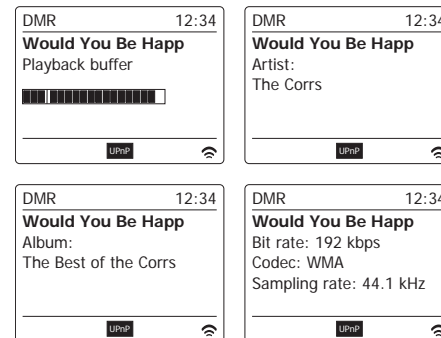 DMR 12:34
Would You Be Happ
Playback buffer
UPnP
DMR 12:34
Would You Be Happ
Artist:
The Corrs
UPnP
DMR 12:34
Would You Be Happ
Album:
The Best of the Corrs
UPnP
DMR 12:34
Would You Be Happ
Bit rate: 192 kbps
Codec: WMA
Sampling rate: 44.1 kHz
UPnP